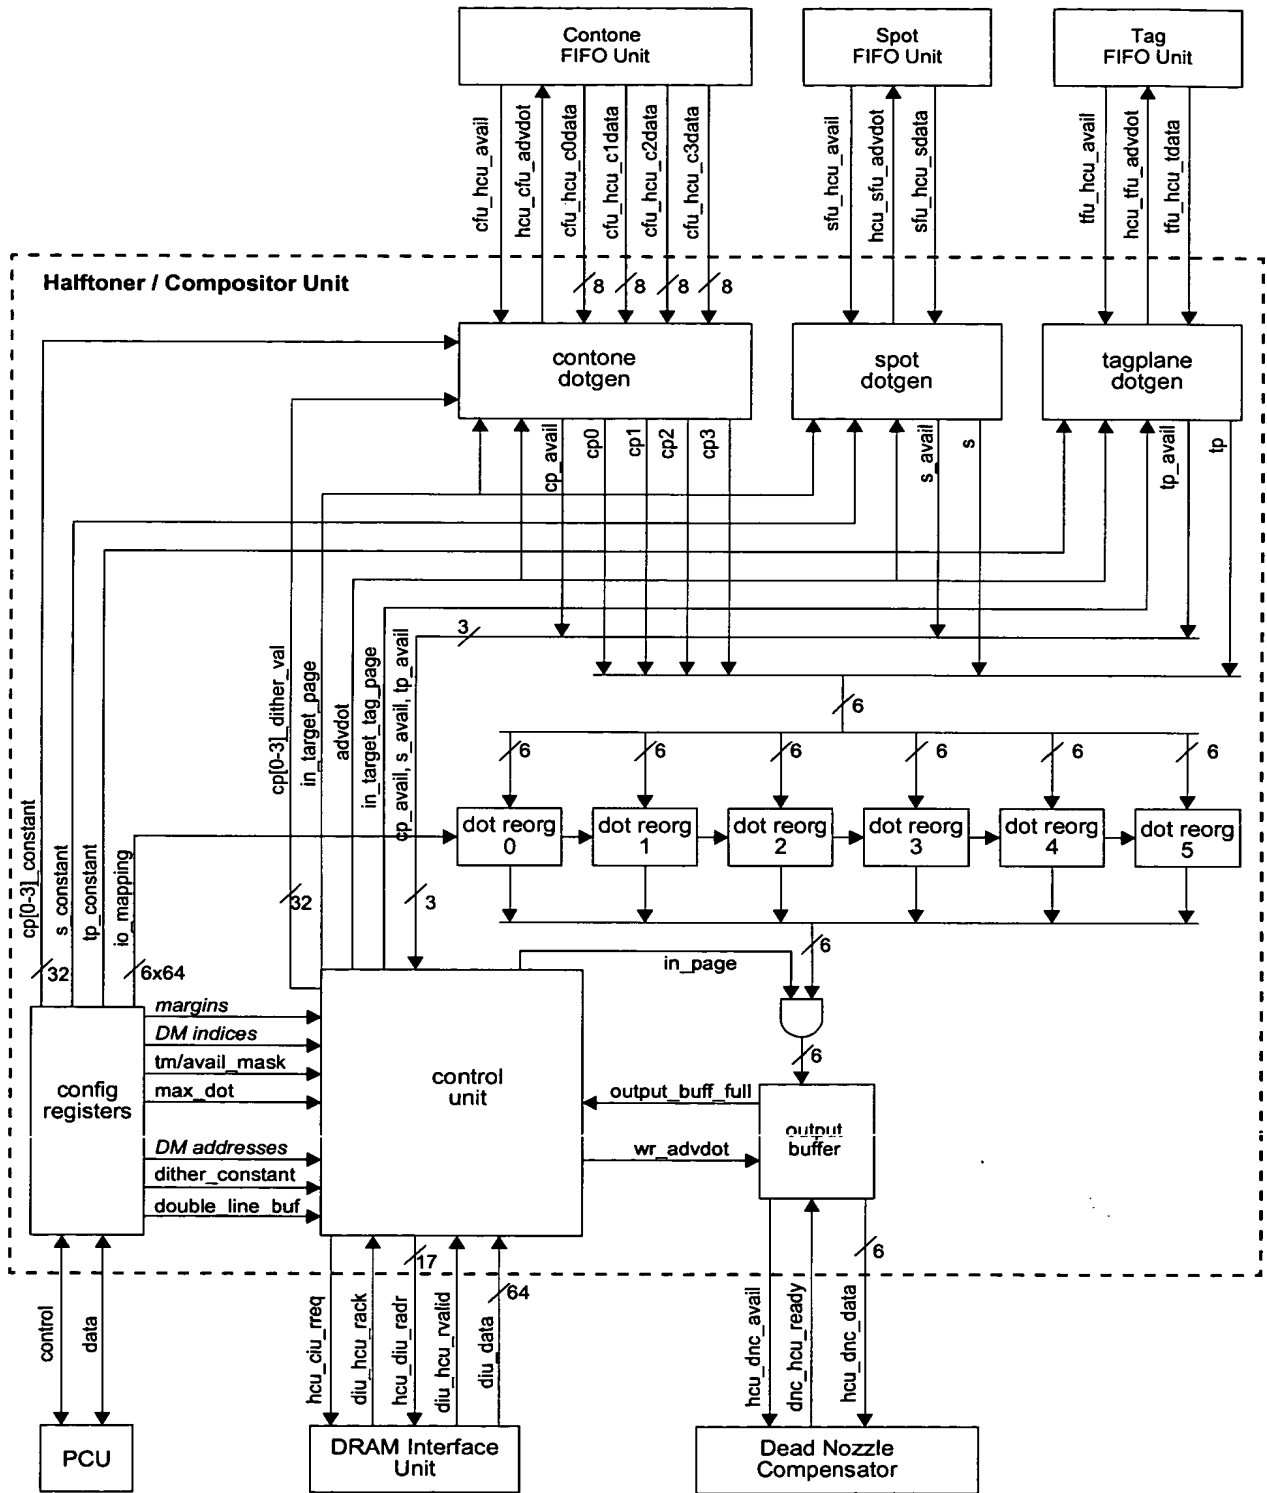 Contone
FIFO Unit
Spot
FIFO Unit
Tag
FIFO Unit
cfu_hcu_avail
hcu_cfu_advdot
cfu_hcu_c0data
cfu_hcu_c1data
cfu_hcu_c2data
cfu_hcu_c3data
sfu_hcu_avail
hcu_sfu_advdot
sfu_hcu_sdata
tfu_hcu_avail
hcu_tfu_advdot
tfu_hcu_tdata
Halftoner / Compositor Unit
8
8
8
8
contone
dotgen
spot
dotgen
tagplane
dotgen
cp_avail
cp0
cp1
cp2
cp3
s_avail
s
tp_avail
tp
3
cp[0-3]_dither_val
in_target_page
advdot
in_target_tag_page
cp_avail, s_avail, tp_avail
6
6
6
6
6
6
6
dot reorg
0
dot reorg
1
dot reorg
2
dot reorg
3
dot reorg
4
dot reorg
5
cp[0-3]_constant
s_constant
tp_constant
io_mapping
32
3
6
32
6x64
in_page
margins
DM indices
tm/avail_mask
max_dot
DM addresses
dither_constant
double_line_buf
config
registers
control
unit
6
output_buff_full
wr_advdot
output
buffer
17
64
6
control
data
hcu_ciu_rreq
diu_hcu_rack
hcu_diu_radr
diu_hcu_rvalid
diu_data
hcu_dnc_avail
dnc_hcu_ready
hcu_dnc_data
PCU
DRAM Interface
Unit
Dead Nozzle
Compensator